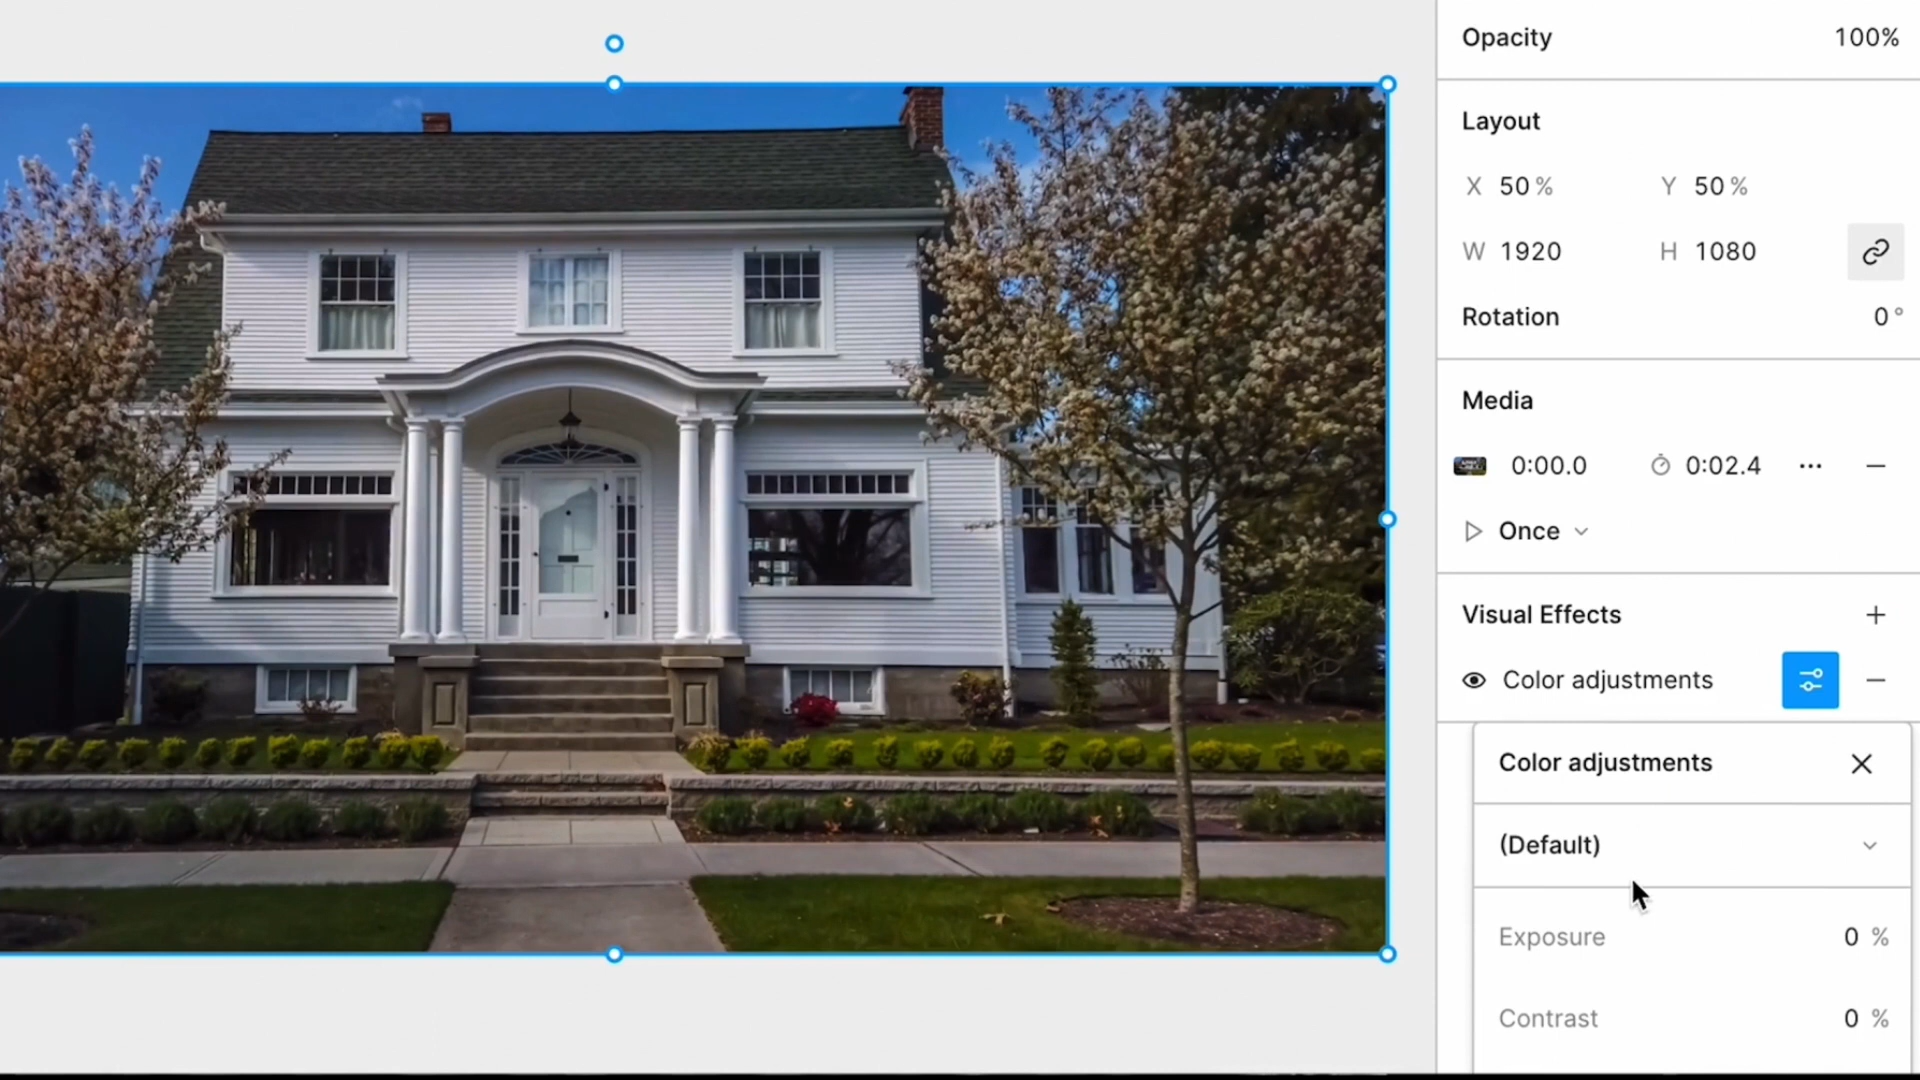 Opacity 100%
Layout
X 50 % Y 50 %
W 1920 H 1080
Rotation 0 °
Media
0:00.0 0:02.4
Once
Visual Effects
Color adjustments
Color adjustments
(Default)
Exposure 0 %
Contrast 0 %